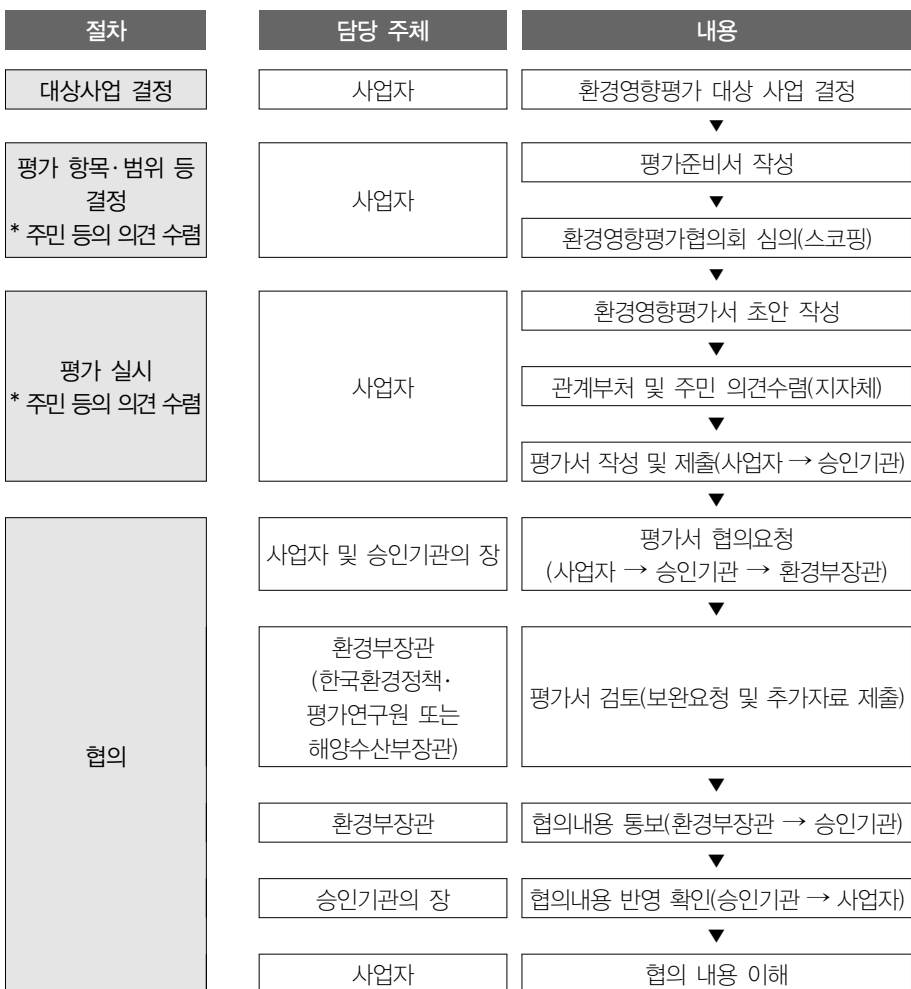 절차
담당 주체
내용
대상사업 결정
사업자
환경영향평가 대상 사업 결정
▼
평가 항목·범위 등
결정
* 주민 등의 의견 수렴
사업자
평가준비서 작성
▼
환경영향평가협의회 심의(스코핑)
▼
평가 실시
* 주민 등의 의견 수렴
사업자
환경영향평가서 초안 작성
▼
관계부처 및 주민 의견수렴(지자체)
▼
평가서 작성 및 제출(사업자 → 승인기관)
▼
협의
사업자 및 승인기관의 장
평가서 협의요청
(사업자 → 승인기관 → 환경부장관)
▼
환경부장관
(한국환경정책·
평가연구원 또는
해양수산부장관)
평가서 검토(보완요청 및 추가자료 제출)
▼
환경부장관
협의내용 통보(환경부장관 → 승인기관)
▼
승인기관의 장
협의내용 반영 확인(승인기관 → 사업자)
▼
사업자
협의 내용 이해